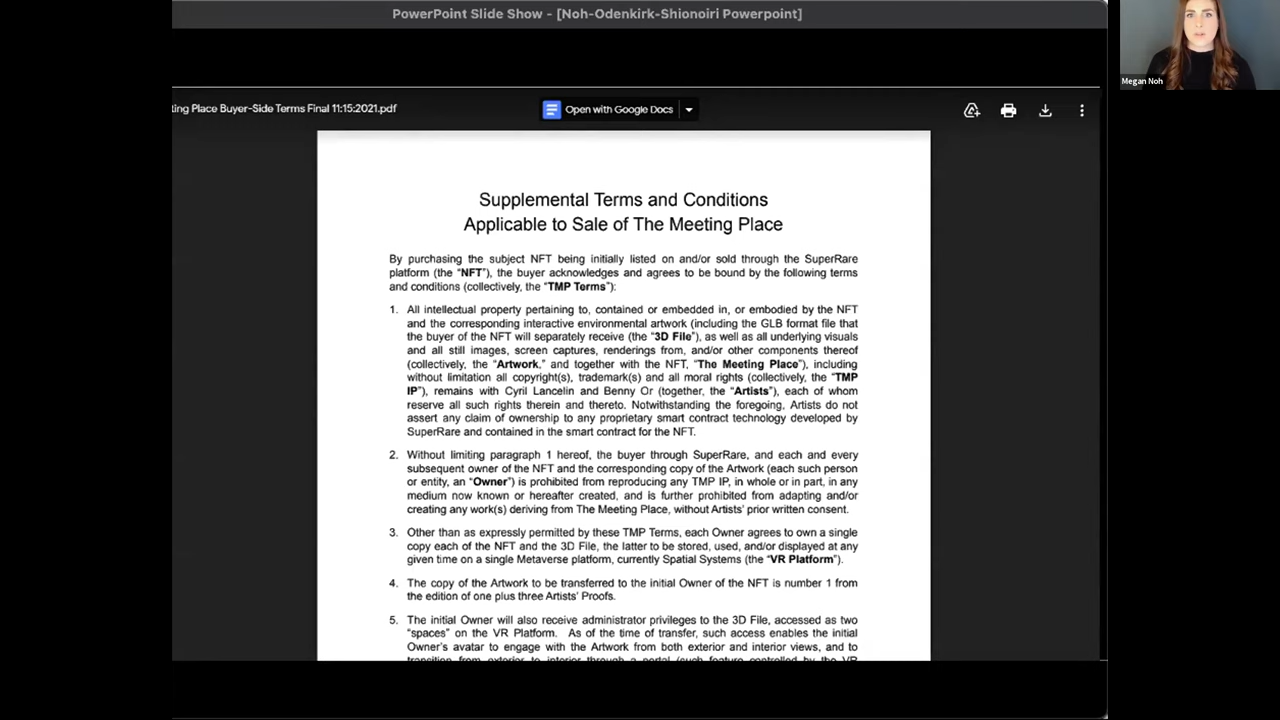 PowerPoint Slide Show - [Noh-Odenkirk-Shionoiri Powerpoint]
Megan Noh
ting Place Buyer-Side Terms Final 11:15:2021.pdf
Open with Google Docs
Supplemental Terms and Conditions
Applicable to Sale of The Meeting Place
By purchasing the subject NFT being initially listed on and/or sold through the SuperRare
platform (the “NFT”), the buyer acknowledges and agrees to be bound by the following terms
and conditions (collectively, the “TMP Terms”):
1. All intellectual property pertaining to, contained or embedded in, or embodied by the NFT
and the corresponding interactive environmental artwork (including the GLB format file that
the buyer of the NFT will separately receive (the “3D File”), as well as all underlying visuals
and all still images, screen captures, renderings from, and/or other components thereof
(collectively, the “Artwork,” and together with the NFT, “The Meeting Place”), including
without limitation all copyright(s), trademark(s) and all moral rights (collectively, the “TMP
IP”), remains with Cyril Lancelin and Benny Or (together, the “Artists”), each of whom
reserve all such rights therein and thereto. Notwithstanding the foregoing, Artists do not
assert any claim of ownership to any proprietary smart contract technology developed by
SuperRare and contained in the smart contract for the NFT.
2. Without limiting paragraph 1 hereof, the buyer through SuperRare, and each and every
subsequent owner of the NFT and the corresponding copy of the Artwork (each such person
or entity, an “Owner”) is prohibited from reproducing any TMP IP, in whole or in part, in any
medium now known or hereafter created, and is further prohibited from adapting and/or
creating any work(s) deriving from The Meeting Place, without Artists’ prior written consent.
3. Other than as expressly permitted by these TMP Terms, each Owner agrees to own a single
copy each of the NFT and the 3D File, the latter to be stored, used, and/or displayed at any
given time on a single Metaverse platform, currently Spatial Systems (the “VR Platform”).
4. The copy of the Artwork to be transferred to the initial Owner of the NFT is number 1 from
the edition of one plus three Artists’ Proofs.
5. The initial Owner will also receive administrator privileges to the 3D File, accessed as two
“spaces” on the VR Platform. As of the time of transfer, such access enables the initial
Owner’s avatar to engage with the Artwork from both exterior and interior views, and to
transition from exterior to interior through a portal (such feature controlled by the VR